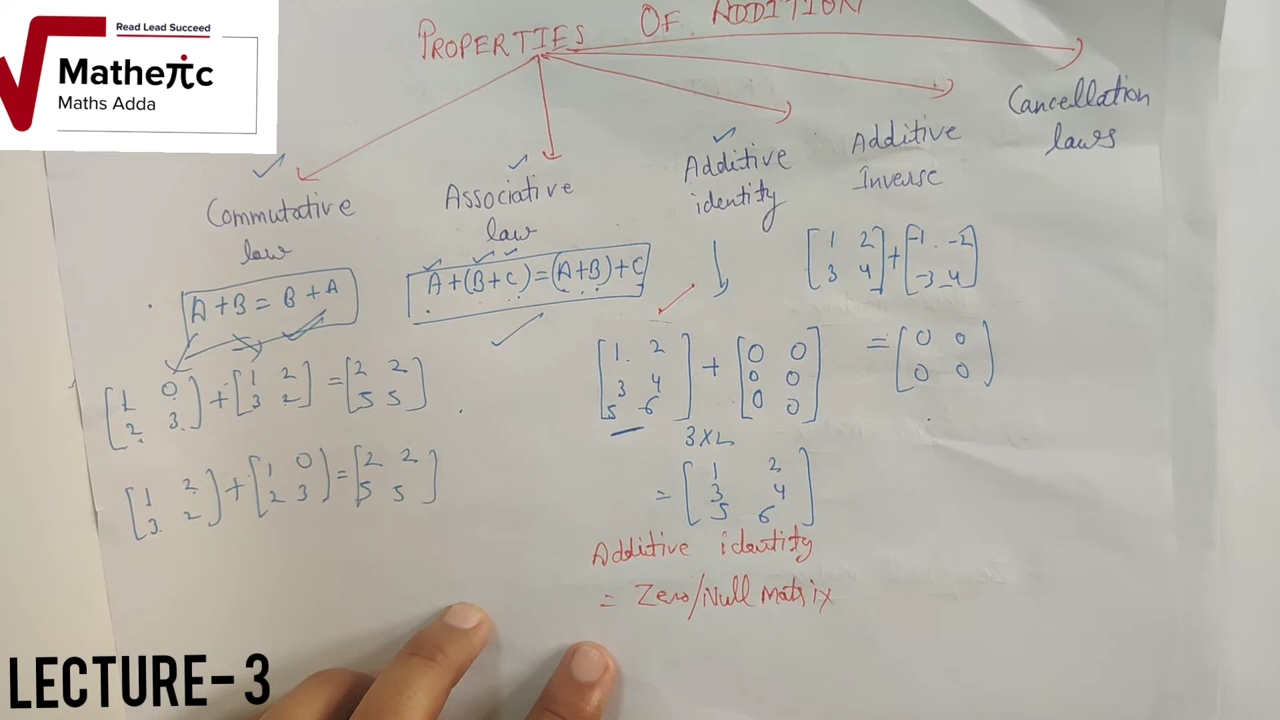 Read Lead Succeed
Matheπc
Maths Adda
PROPERTIES OF ADDITION
Commutative
law
A+B = B+A
[1 0
2 3] + [1 2
3 2] = [2 2
5 5]
[1 2
3 2] + [1 0
2 3] = [2 2
5 5]
Associative
law
A+(B+C)=(A+B)+C
Additive
identity
[1 2
3 4
5 6] + [0 0
0 0
0 0]
3x2
= [1 2
3 4
5 6]
Additive identity
= Zero/Null matrix
Additive
Inverse
[1 2
3 4] + [-1 -2
-3 -4]
= [0 0
0 0]
Cancellation
laws
LECTURE-3